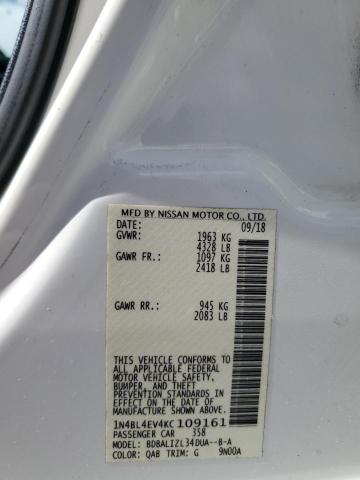 MFD BY NISSAN MOTOR CO., LTD.
DATE: 09/18
GVWR: 1963 KG
4328 LB
GAWR FR.: 1097 KG
2418 LB
GAWR RR.: 945 KG
2083 LB
THIS VEHICLE CONFORMS TO
ALL APPLICABLE FEDERAL
MOTOR VEHICLE SAFETY,
BUMPER, AND THEFT
PREVENTION STANDARDS
IN EFFECT ON THE DATE OF
MANUFACTURE SHOWN ABOVE.
1N4BL4EV4KC109161
PASSENGER CAR 358
MODEL: BDBALIZL34DUA--B-A
COLOR: QAB TRIM: G 9N00A